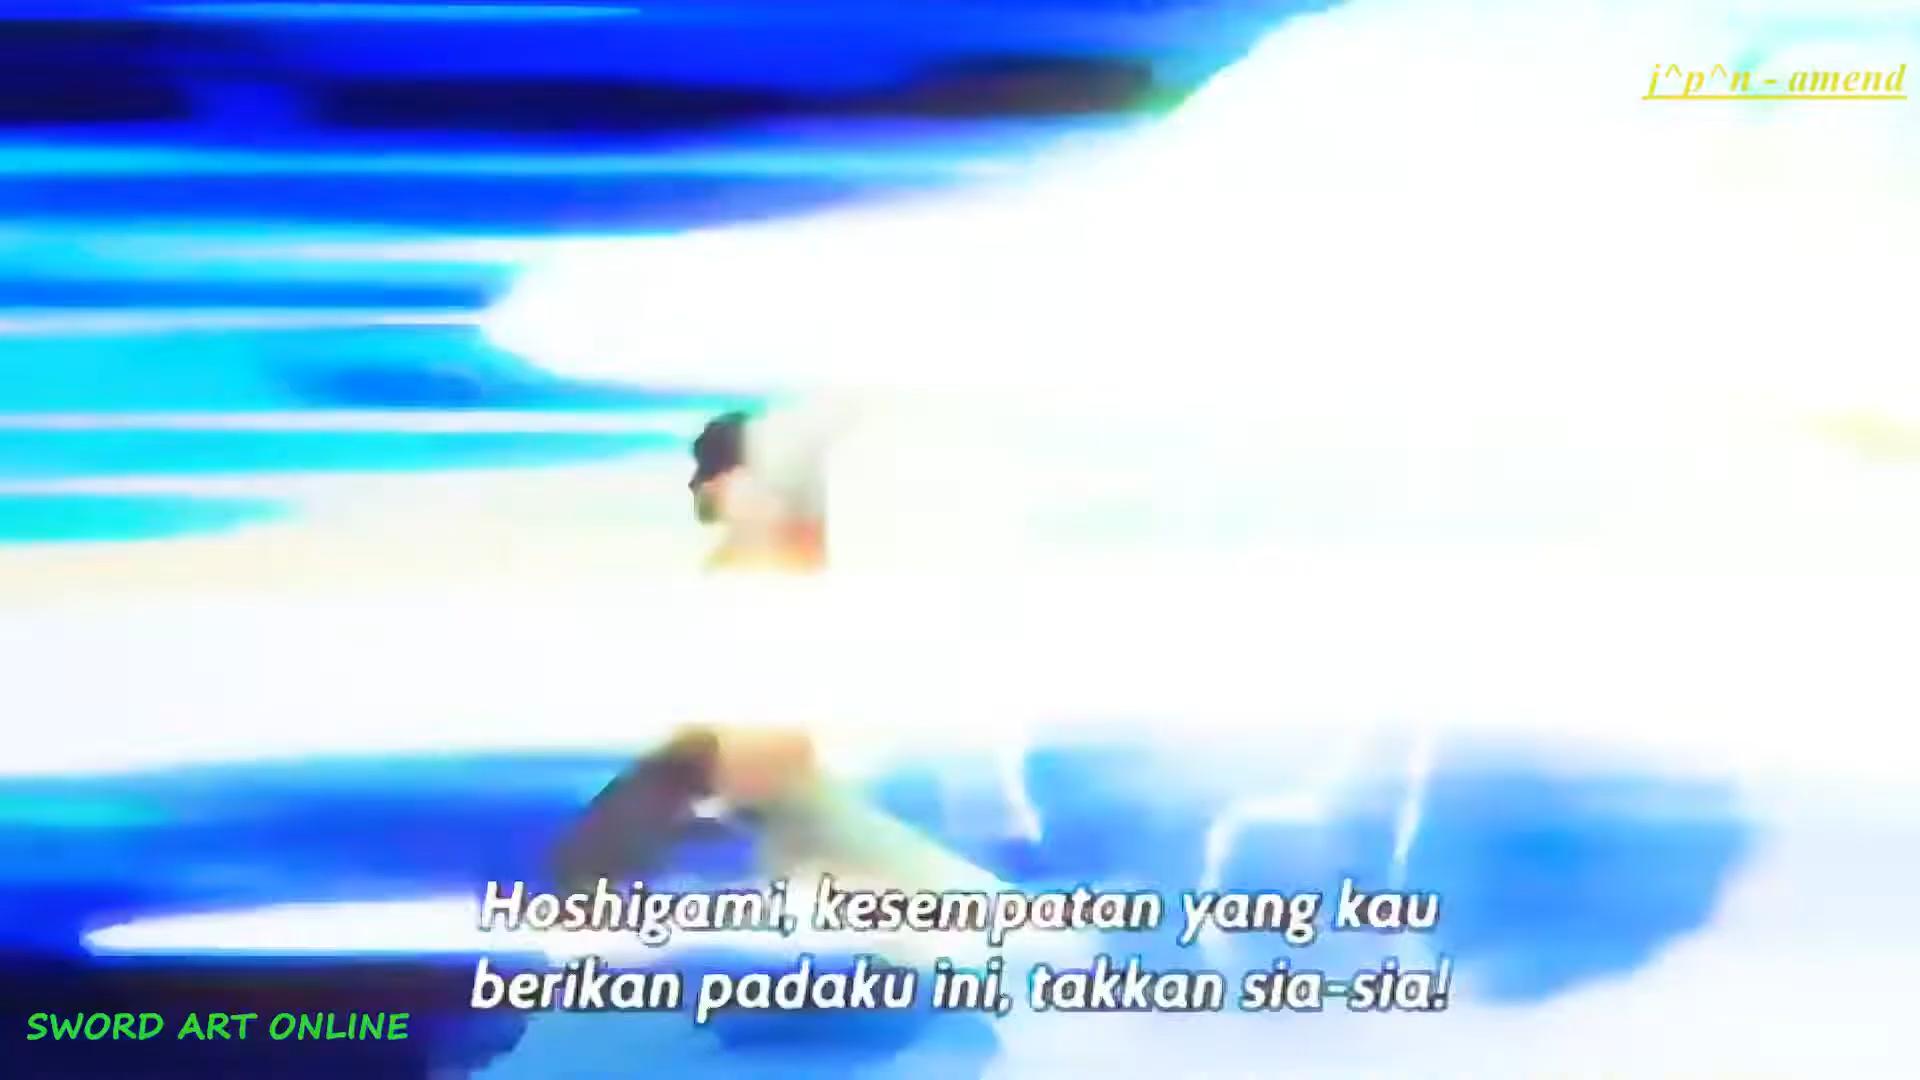 j^p^n - amend
Hoshigami, kesempatan yang kau
berikan padaku ini, takkan sia-sia!
SWORD ART ONLINE